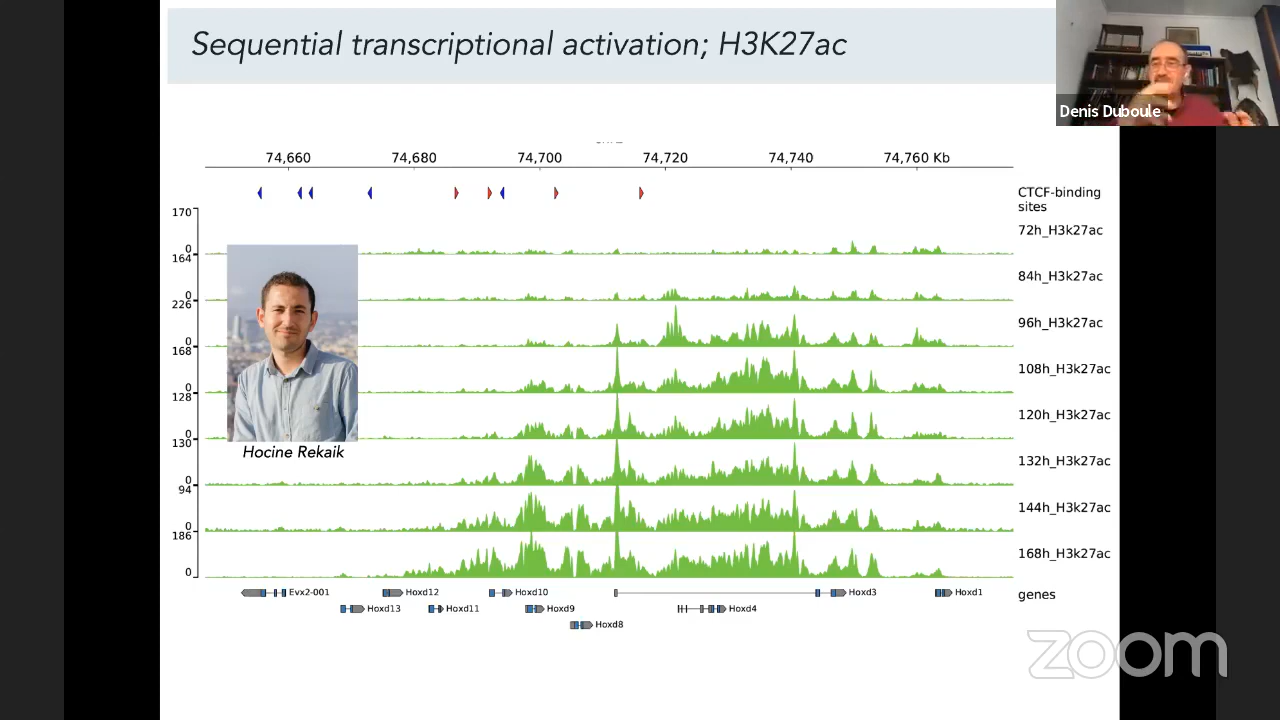 Sequential transcriptional activation; H3K27ac
Denis Duboule
74,660 74,680 74,700 74,720 74,740 74,760 Kb
CTCF-binding
sites
170
72h_H3k27ac
0
164
84h_H3k27ac
0
226
96h_H3k27ac
0
168
108h_H3k27ac
0
128
120h_H3k27ac
0
130
132h_H3k27ac
0
94
144h_H3k27ac
0
186
168h_H3k27ac
0
Hocine Rekaik
Evx2-001 Hoxd12 Hoxd10 Hoxd3 Hoxd1
genes
Hoxd13 Hoxd11 Hoxd9 Hoxd4
Hoxd8
zoom